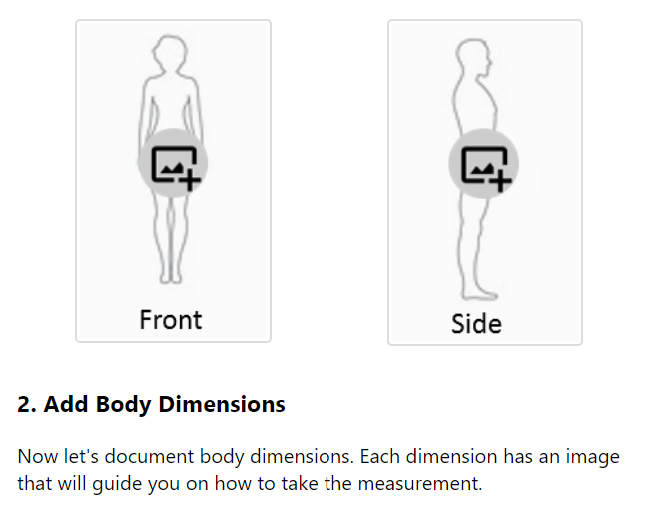 Front
Side
2. Add Body Dimensions
Now let's document body dimensions. Each dimension has an image
that will guide you on how to take the measurement.